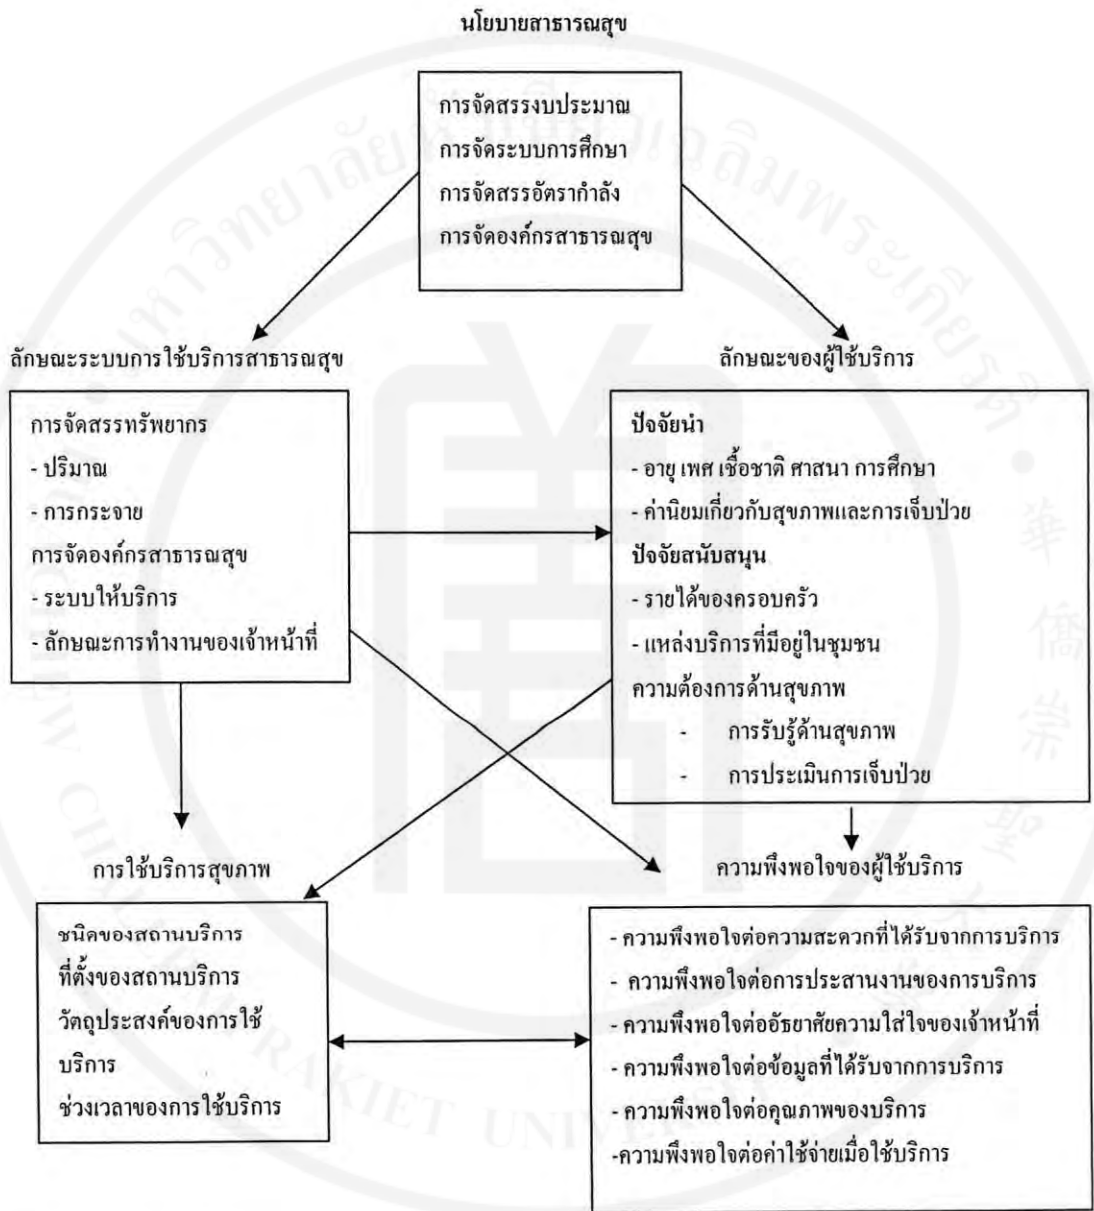 นโยบายสาธารณสุข
การจัดสรรงบประมาณ
การจัดระบบการศึกษา
การจัดสรรอัตรากำลัง
การจัดองค์กรสาธารณสุข
ลักษณะระบบการใช้บริการสาธารณสุข
การจัดสรรทรัพยากร
- ปริมาณ
- การกระจาย
การจัดองค์กรสาธารณสุข
- ระบบให้บริการ
- ลักษณะการทำงานของเจ้าหน้าที่
ลักษณะของผู้ใช้บริการ
ปัจจัยนำ
- อายุ เพศ เชื้อชาติ ศาสนา การศึกษา
- ค่านิยมเกี่ยวกับสุขภาพและการเจ็บป่วย
ปัจจัยสนับสนุน
- รายได้ของครอบครัว
- แหล่งบริการที่มีอยู่ในชุมชน
ความต้องการด้านสุขภาพ
- การรับรู้ด้านสุขภาพ
- การประเมินการเจ็บป่วย
การใช้บริการสุขภาพ
ชนิดของสถานบริการ
ที่ตั้งของสถานบริการ
วัตถุประสงค์ของการใช้
บริการ
ช่วงเวลาของการใช้บริการ
ความพึงพอใจของผู้ใช้บริการ
- ความพึงพอใจต่อความสะดวกที่ได้รับจากการบริการ
- ความพึงพอใจต่อการประสานงานของการบริการ
- ความพึงพอใจต่ออัธยาศัยความใส่ใจของเจ้าหน้าที่
- ความพึงพอใจต่อข้อมูลที่ได้รับจากการบริการ
- ความพึงพอใจต่อคุณภาพของบริการ
-ความพึงพอใจต่อค่าใช้จ่ายเมื่อใช้บริการ